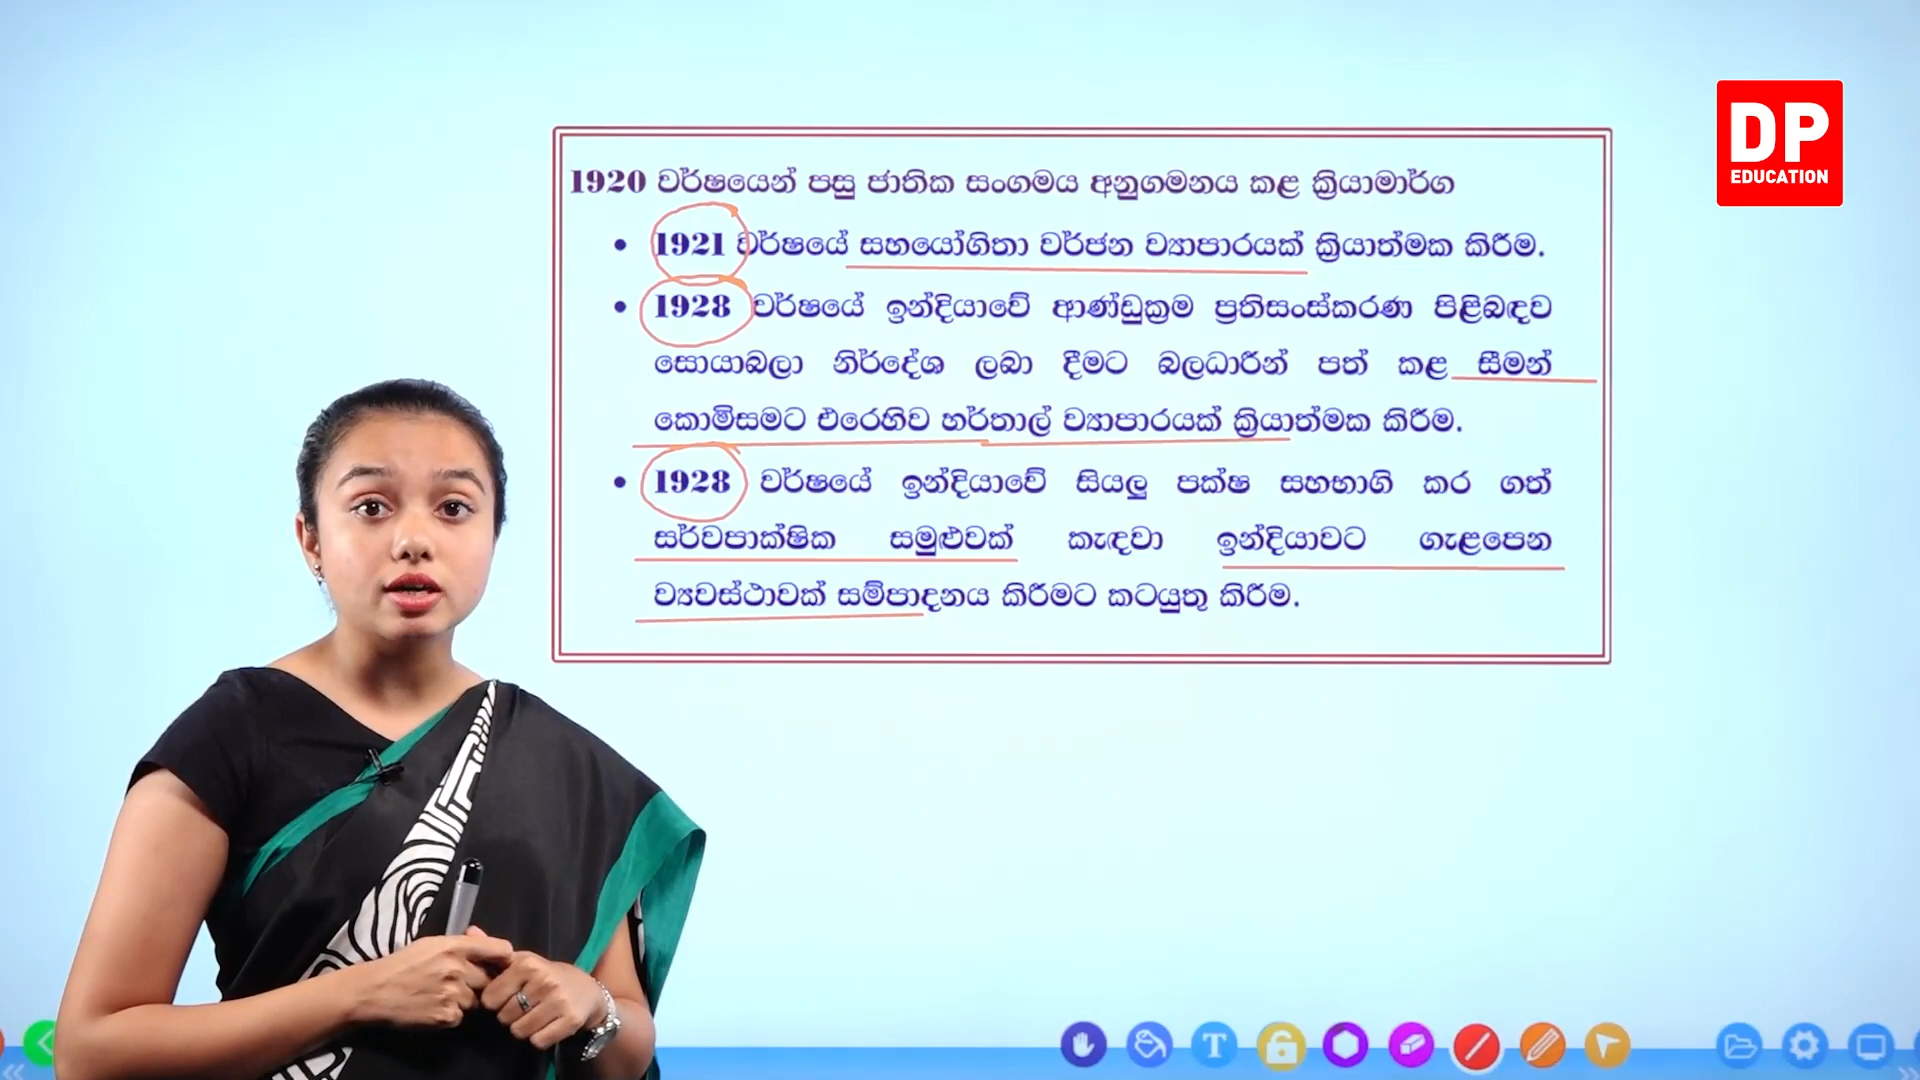 DP
EDUCATION
1920 වර්ෂයෙන් පසු ජාතික සංගමය අනුගමනය කළ ක්‍රියාමාර්ග
• 1921 වර්ෂයේ සහයෝගිතා වර්ජන ව්‍යාපාරයක් ක්‍රියාත්මක කිරීම.
• 1928 වර්ෂයේ ඉන්දියාවේ ආණ්ඩුක්‍රම ප්‍රතිසංස්කරණ පිළිබඳව
සොයාබලා නිර්දේශ ලබා දීමට බලධාරීන් පත් කළ සීමන්
කොමිසමට එරෙහිව හර්තාල් ව්‍යාපාරයක් ක්‍රියාත්මක කිරීම.
• 1928 වර්ෂයේ ඉන්දියාවේ සියලු පක්ෂ සහභාගි කර ගත්
සර්වපාක්ෂික සමුළුවක් කැඳවා ඉන්දියාවට ගැළපෙන
ව්‍යවස්ථාවක් සම්පාදනය කිරීමට කටයුතු කිරීම.
T